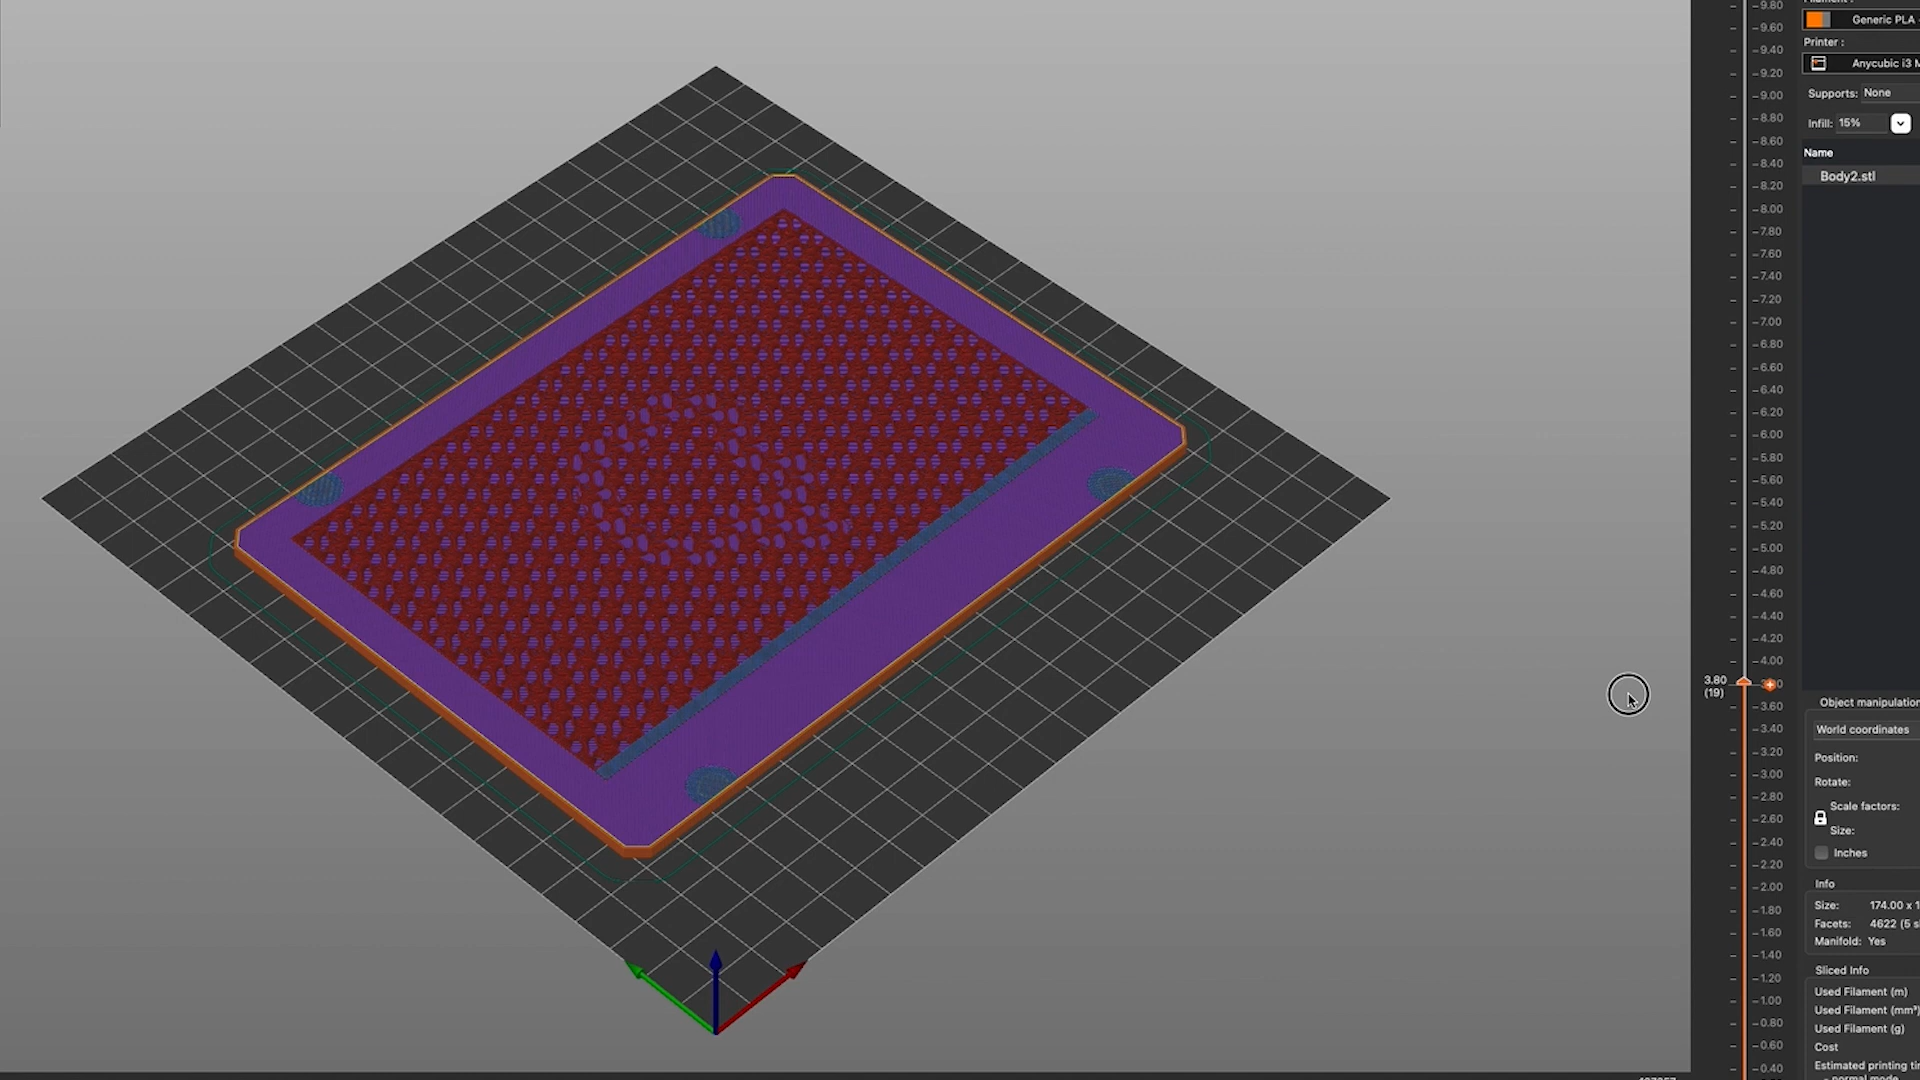 -9.80
-9.60
-9.40
-9.20
-9.00
-8.80
-8.60
-8.40
-8.20
-8.00
-7.80
-7.60
-7.40
-7.20
-7.00
-6.80
-6.60
-6.40
-6.20
-6.00
-5.80
-5.60
-5.40
-5.20
-5.00
-4.80
-4.60
-4.40
-4.20
-4.00
3.80
(19)
-3.60
-3.40
-3.20
-3.00
-2.80
-2.60
-2.40
-2.20
-2.00
-1.80
-1.60
-1.40
-1.20
-1.00
-0.80
-0.60
-0.40
Generic PLA
Printer :
Anycubic i3 M
Supports: None
Infill: 15%
Name
Body2.stl
Object manipulation
World coordinates
Position:
Rotate:
Scale factors:
Size:
Inches
Info
Size: 174.00 x 1
Facets: 4622 (5 s
Manifold: Yes
Sliced Info
Used Filament (m)
Used Filament (mm³)
Used Filament (g)
Cost
Estimated printing ti